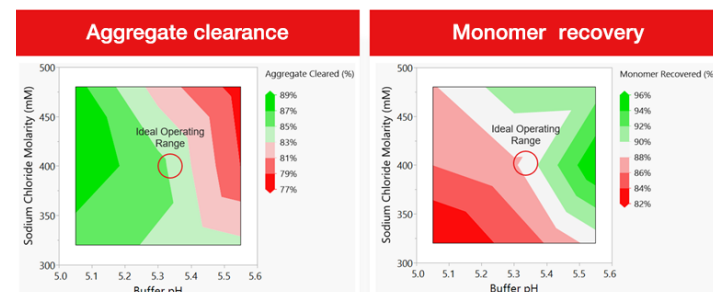 Aggregate clearance
500
450
400
350
300
Sodium Chloride Molarity (mM)
Ideal Operating
Range
5.0 5.1 5.2 5.3 5.4 5.5 5.6
Buffer pH
Aggregate Cleared (%)
89%
87%
85%
83%
81%
79%
77%
Monomer recovery
500
450
400
350
300
Sodium Chloride Molarity (mM)
Ideal Operating
Range
5.0 5.1 5.2 5.3 5.4 5.5 5.6
Buffer pH
Monomer Recovered (%)
96%
94%
92%
90%
88%
86%
84%
82%